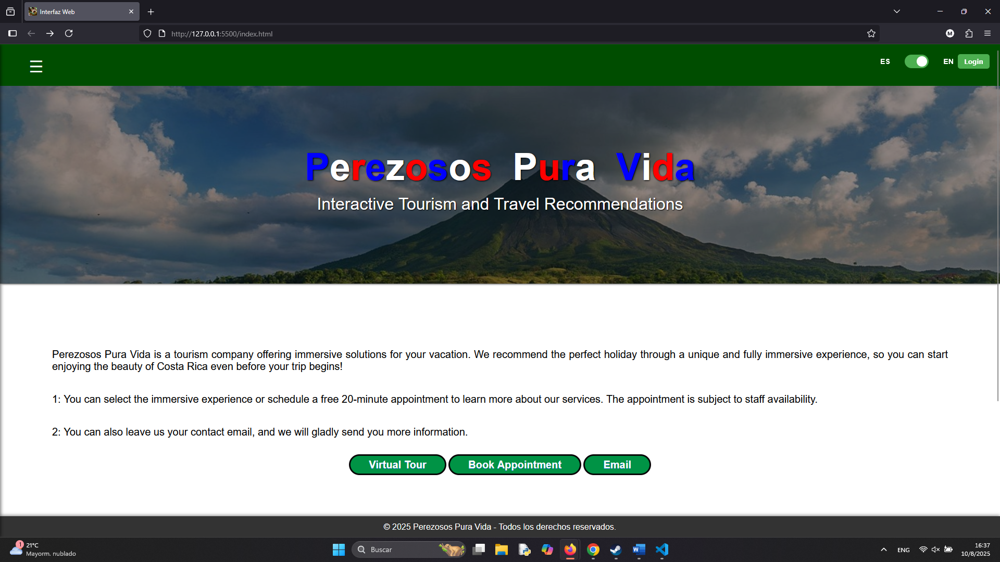 Interfaz Web
http://127.0.0.1:5500/index.html
M
ES
EN
Login
Perezosos Pura Vida
Interactive Tourism and Travel Recommendations
Perezosos Pura Vida is a tourism company offering immersive solutions for your vacation. We recommend the perfect holiday through a unique and fully immersive experience, so you can start
enjoying the beauty of Costa Rica even before your trip begins!
1: You can select the immersive experience or schedule a free 20-minute appointment to learn more about our services. The appointment is subject to staff availability.
2: You can also leave us your contact email, and we will gladly send you more information.
Virtual Tour
Book Appointment
Email
© 2025 Perezosos Pura Vida - Todos los derechos reservados.
1
21°C
Mayorm. nublado
Buscar
W
ENG
16:37
10/8/2025